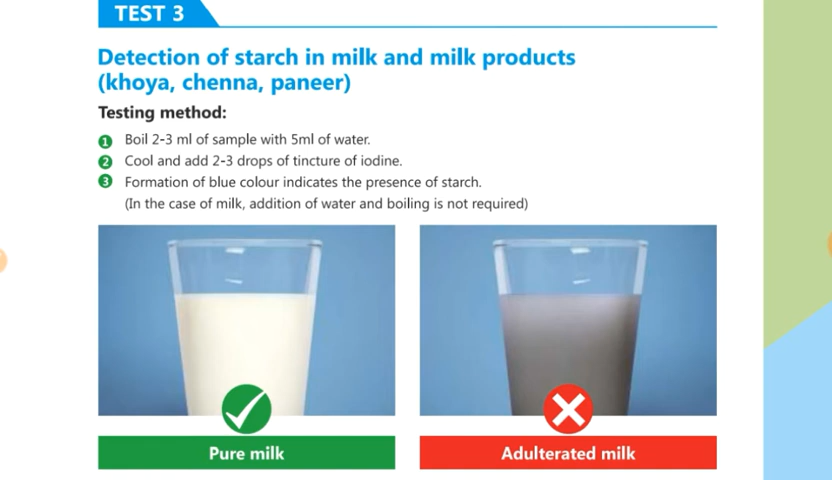 TEST 3
Detection of starch in milk and milk products
(khoya, chenna, paneer)
Testing method:
1 Boil 2-3 ml of sample with 5ml of water.
2 Cool and add 2-3 drops of tincture of iodine.
3 Formation of blue colour indicates the presence of starch.
(In the case of milk, addition of water and boiling is not required)
Pure milk
Adulterated milk